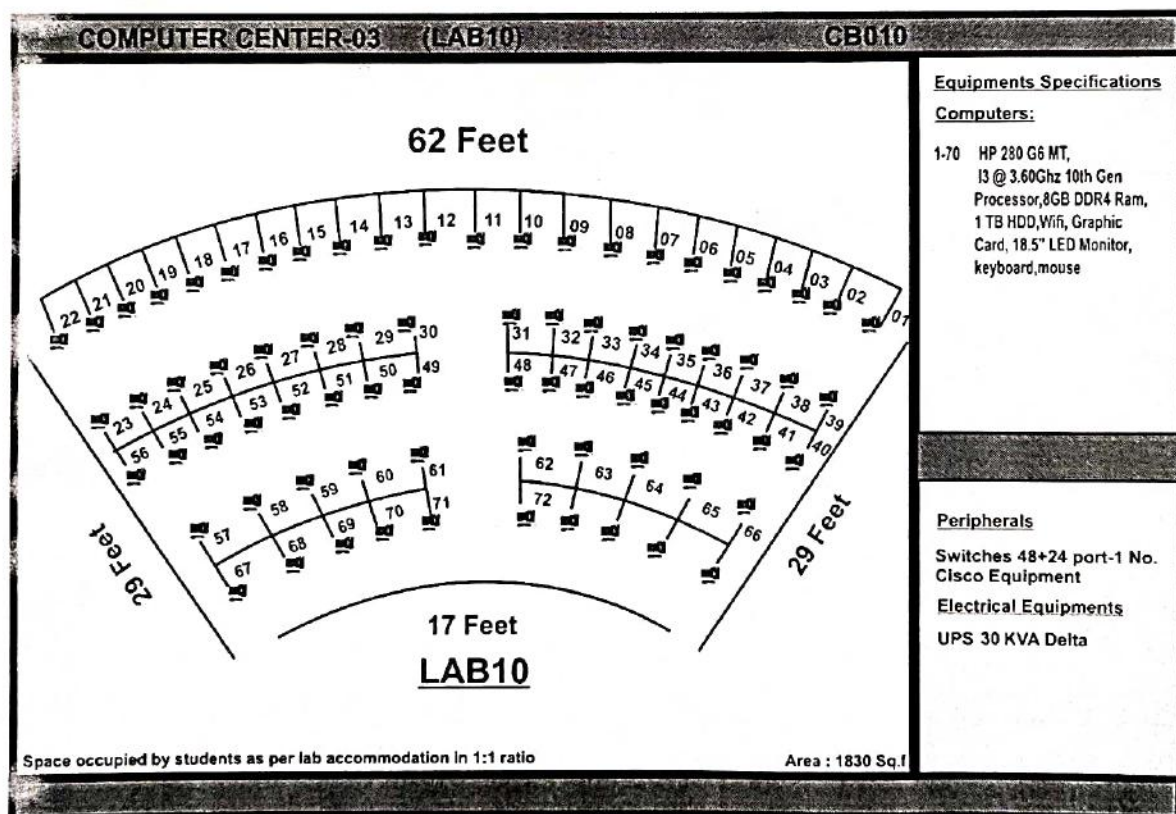 COMPUTER CENTER-03 (LAB10) CB010
62 Feet
22 21 20 19 18 17 16 15 14 13 12 11 10 09 08 07 06 05 04 03 02 01
23 24 25 26 27 28 29 30 31 32 33 34 35 36 37 38 39
56 55 54 53 52 51 50 49 48 47 46 45 44 43 42 41 40
57 58 59 60 61 62 63 64 65 66
67 68 69 70 71 72
29 Feet
29 Feet
17 Feet
LAB10
Space occupied by students as per lab accommodation in 1:1 ratio
Area : 1830 Sq.f
Equipments Specifications
Computers:
1-70 HP 280 G6 MT,
I3 @ 3.60Ghz 10th Gen
Processor,8GB DDR4 Ram,
1 TB HDD,Wifi, Graphic
Card, 18.5" LED Monitor,
keyboard,mouse
Peripherals
Switches 48+24 port-1 No.
Cisco Equipment
Electrical Equipments
UPS 30 KVA Delta